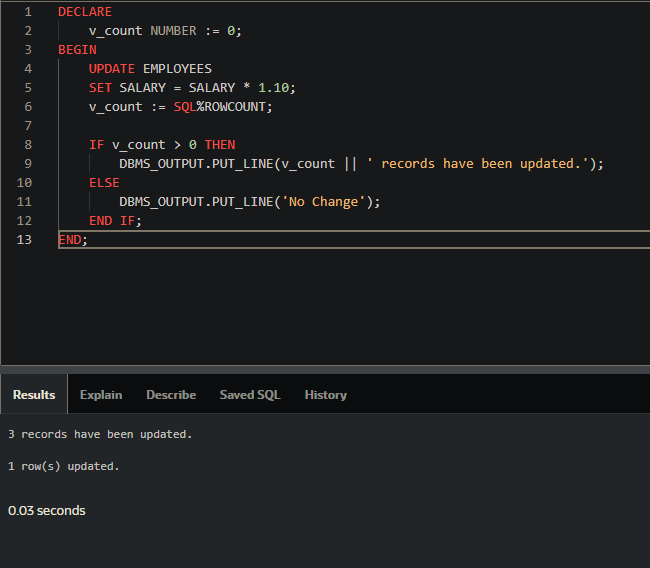 1 DECLARE
2 v_count NUMBER := 0;
3 BEGIN
4 UPDATE EMPLOYEES
5 SET SALARY = SALARY * 1.10;
6 v_count := SQL%ROWCOUNT;
7
8 IF v_count > 0 THEN
9 DBMS_OUTPUT.PUT_LINE(v_count || ' records have been updated.');
10 ELSE
11 DBMS_OUTPUT.PUT_LINE('No Change');
12 END IF;
13 END;
Results Explain Describe Saved SQL History
3 records have been updated.
1 row(s) updated.
0.03 seconds